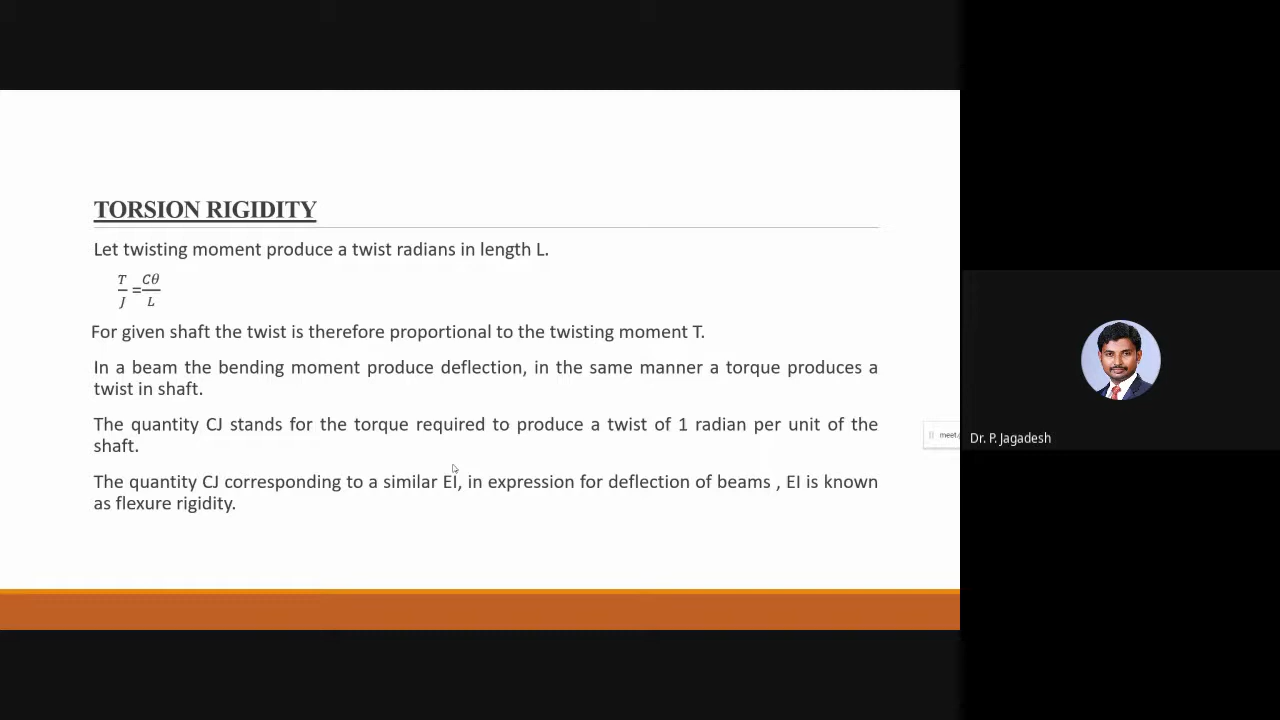 TORSION RIGIDITY
Let twisting moment produce a twist radians in length L.
T/J =Cθ/L
For given shaft the twist is therefore proportional to the twisting moment T.
In a beam the bending moment produce deflection, in the same manner a torque produces a
twist in shaft.
The quantity CJ stands for the torque required to produce a twist of 1 radian per unit of the
shaft.
The quantity CJ corresponding to a similar EI, in expression for deflection of beams , EI is known
as flexure rigidity.
meet.
Dr. P. Jagadesh